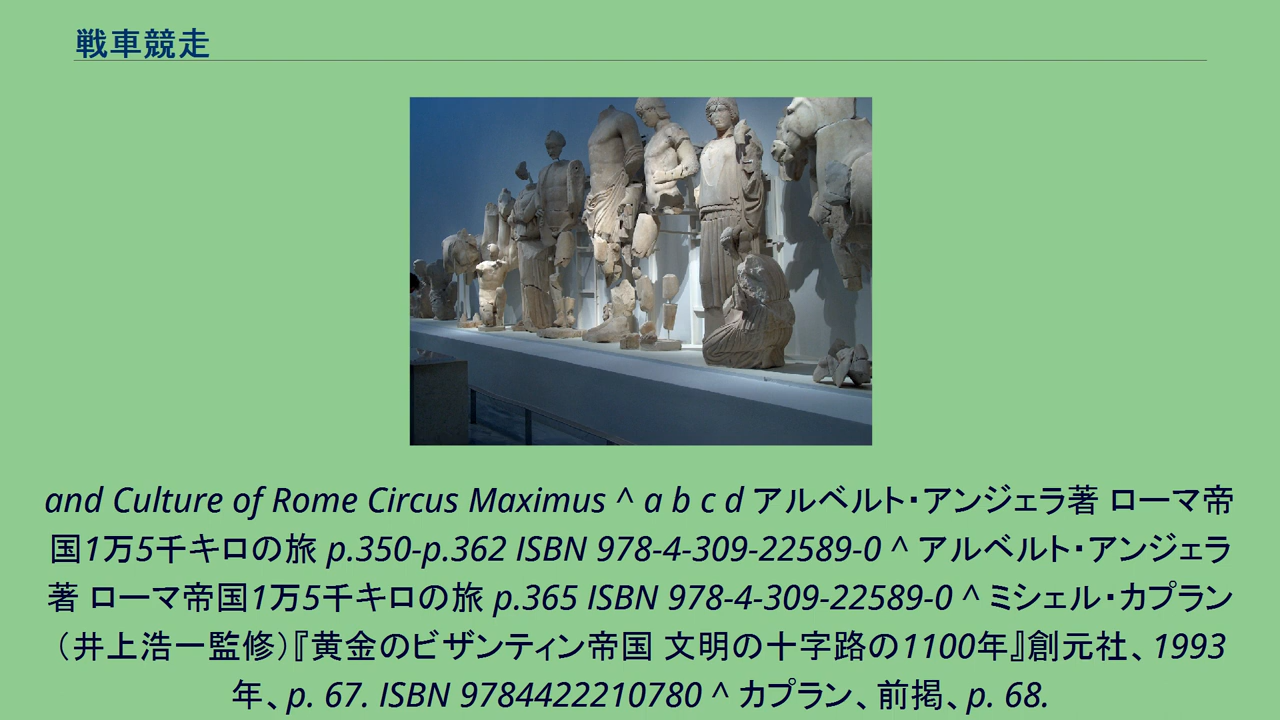 戦車競走
and Culture of Rome Circus Maximus ^ a b c d アルベルト・アンジェラ著 ローマ帝
国1万5千キロの旅 p.350-p.362 ISBN 978-4-309-22589-0 ^ アルベルト・アンジェラ
著 ローマ帝国1万5千キロの旅 p.365 ISBN 978-4-309-22589-0 ^ ミシェル・カプラン
（井上浩一監修）『黄金のビザンティン帝国 文明の十字路の1100年』創元社、1993
年、p. 67. ISBN 9784422210780 ^ カプラン、前掲、p. 68.